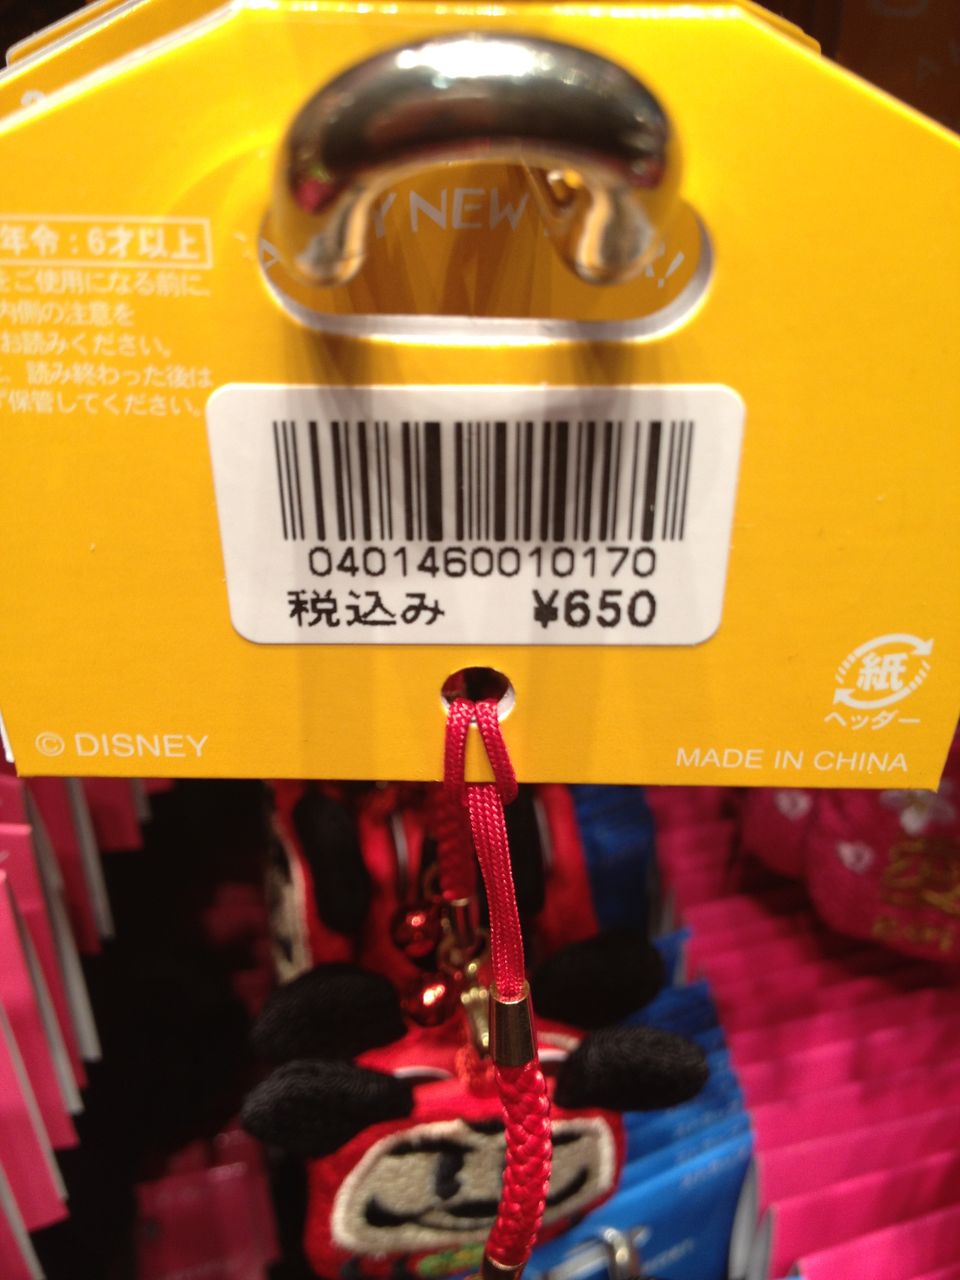 NEW
年令：6才以上
をご使用になる前に、
内側の注意を
お読みください。
、読み終わった後は
保管してください。
0401460010170
税込み ¥650
紙
ヘッダー
© DISNEY
MADE IN CHINA